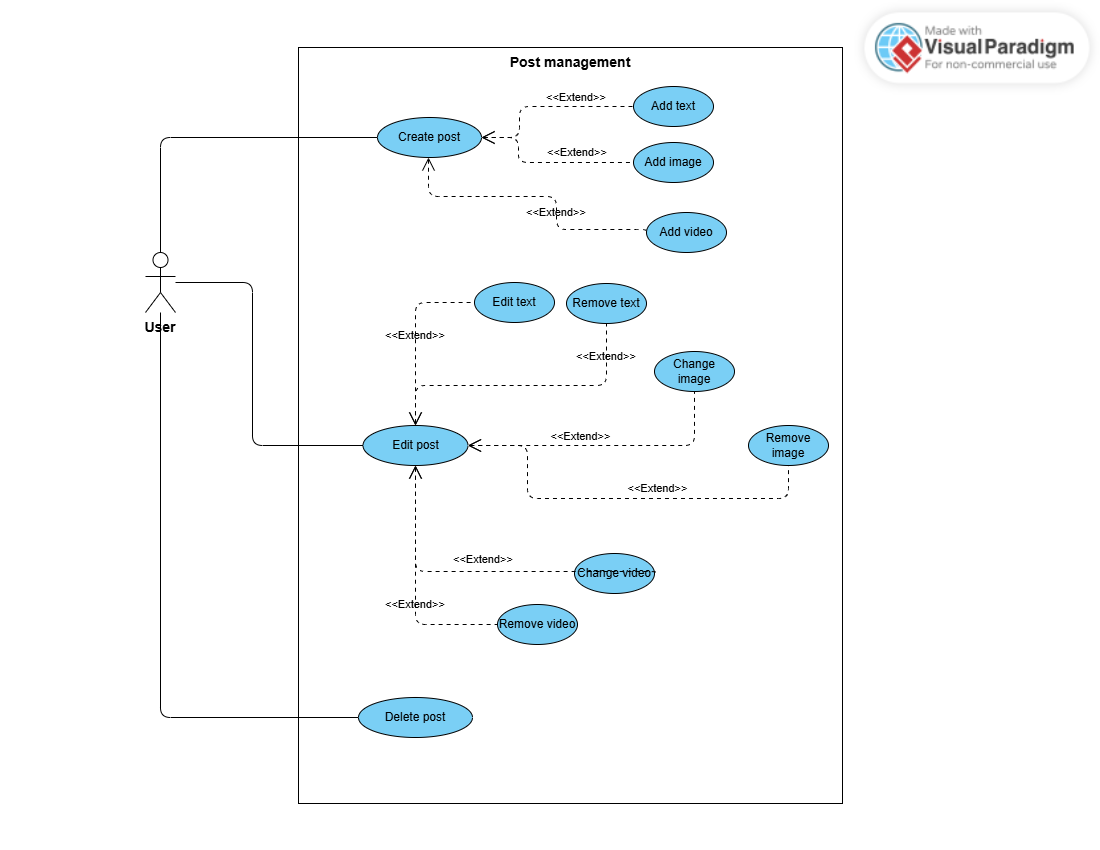 Made with
Visual Paradigm
For non-commercial use
Post management
<<Extend>>
Add text
Create post
<<Extend>>
Add image
<<Extend>>
Add video
Edit text
Remove text
<<Extend>>
User
<<Extend>>
Change
image
<<Extend>>
Edit post
Remove
image
<<Extend>>
<<Extend>>
Change video
<<Extend>>
Remove video
Delete post